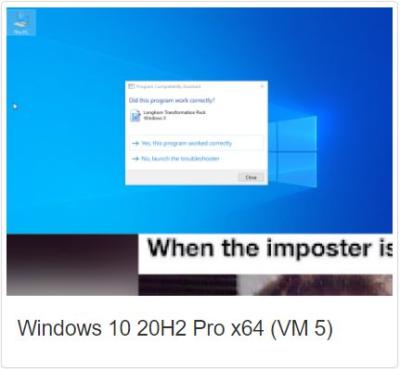 This PC
Program Compatibility Assistant
Did this program work correctly?
Longhorn Transformation Pack
Windows X
→ Yes, this program worked correctly
→ No, launch the troubleshooter
Close
When the imposter is
Windows 10 20H2 Pro x64 (VM 5)